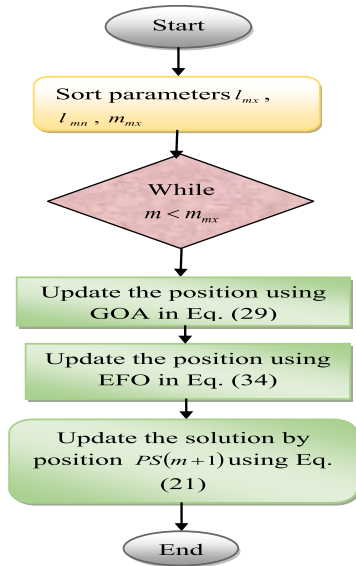 Start
Sort parameters l_mx ,
l_mn , m_mx
While
m < m_mx
Update the position using
GOA in Eq. (29)
Update the position using
EFO in Eq. (34)
Update the solution by
position PS(m+1) using Eq.
(21)
End